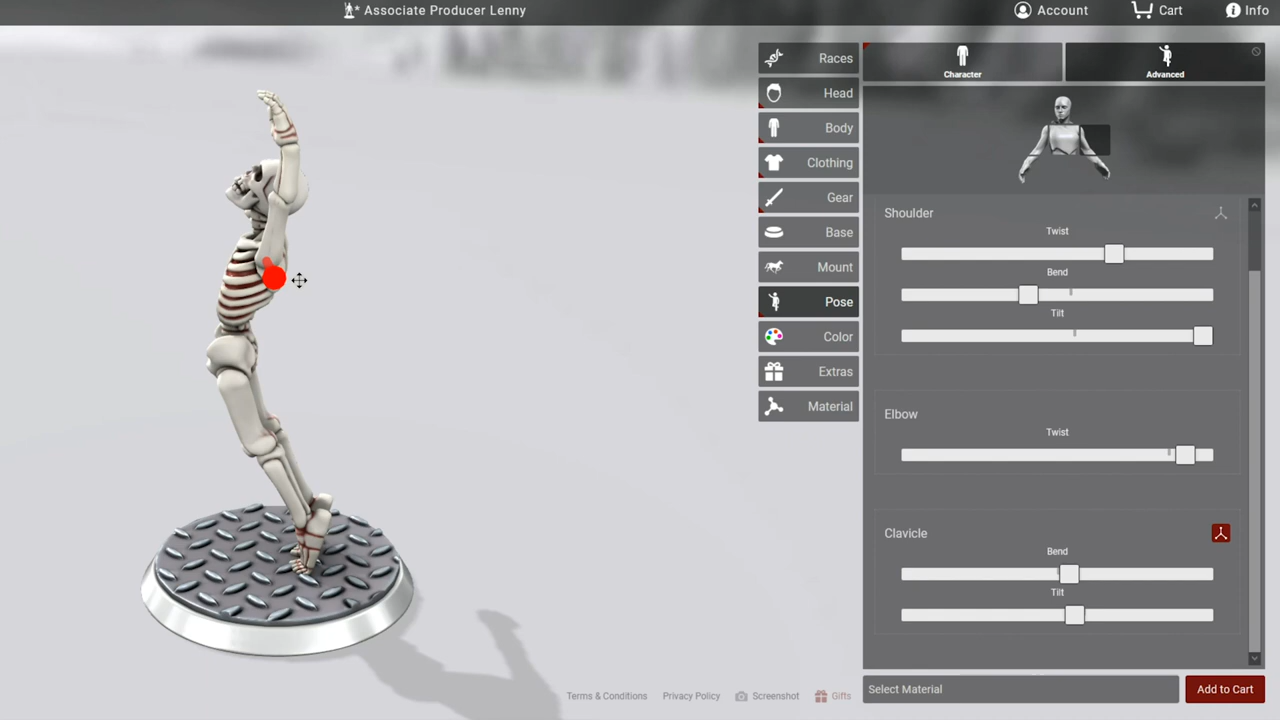 * Associate Producer Lenny
Account
Cart
Info
Races
Head
Body
Clothing
Gear
Base
Mount
Pose
Color
Extras
Material
Character
Advanced
Shoulder
Twist
Bend
Tilt
Elbow
Twist
Clavicle
Bend
Tilt
Select Material
Add to Cart
Terms & Conditions
Privacy Policy
Screenshot
Gifts